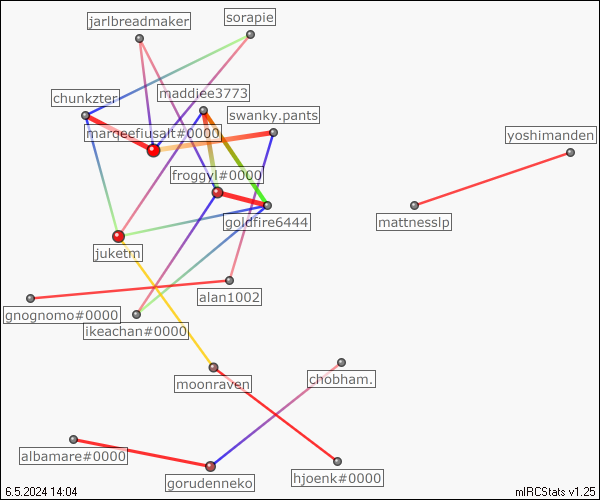 sorapie
jarlbreadmaker
maddiee3773
chunkzter
swanky.pants
marqeefiusalt#0000
yoshimanden
froggyl#0000
goldfire6444
mattnesslp
juketm
alan1002
gnognomo#0000
ikeachan#0000
moonraven
chobham.
albamare#0000
hjoenk#0000
gorudenneko
6.5.2024 14:04
mIRCStats v1.25